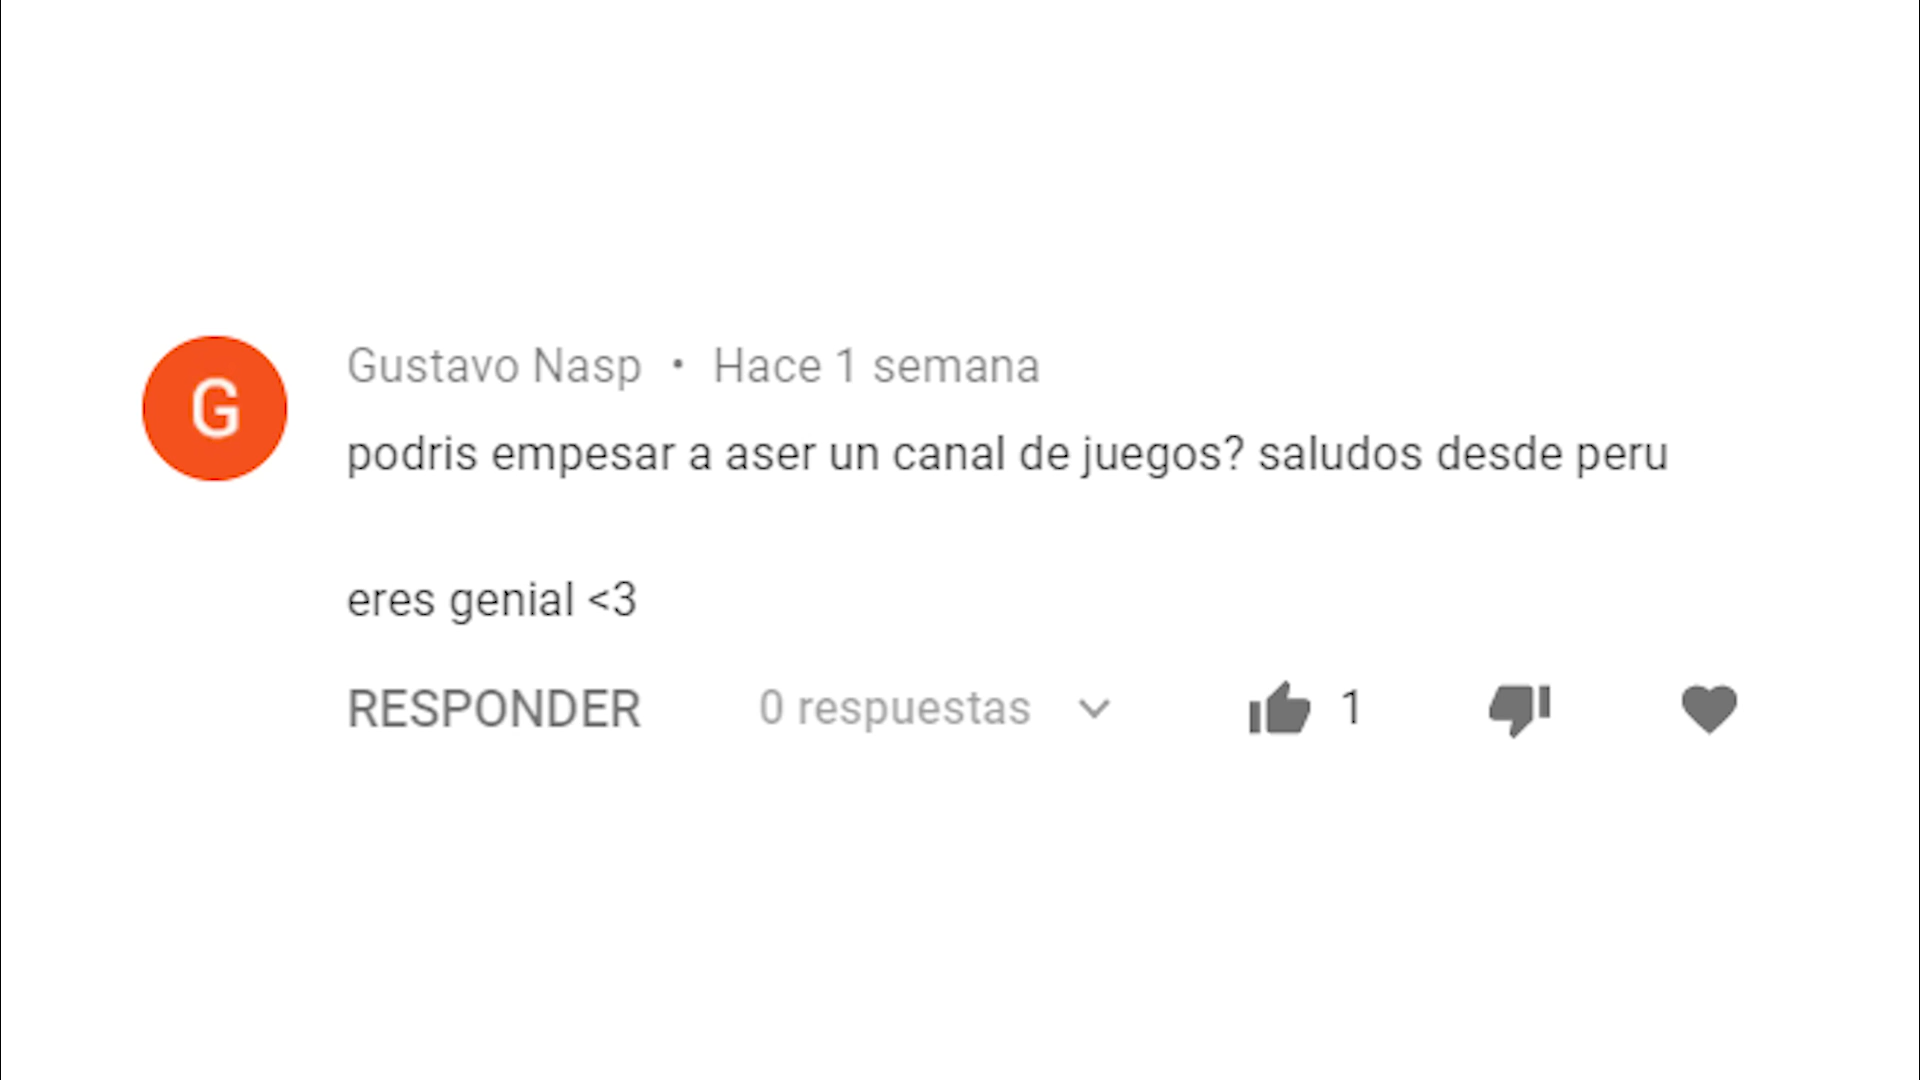 G
Gustavo Nasp • Hace 1 semana
podris empesar a aser un canal de juegos? saludos desde peru
eres genial <3
RESPONDER 0 respuestas 1